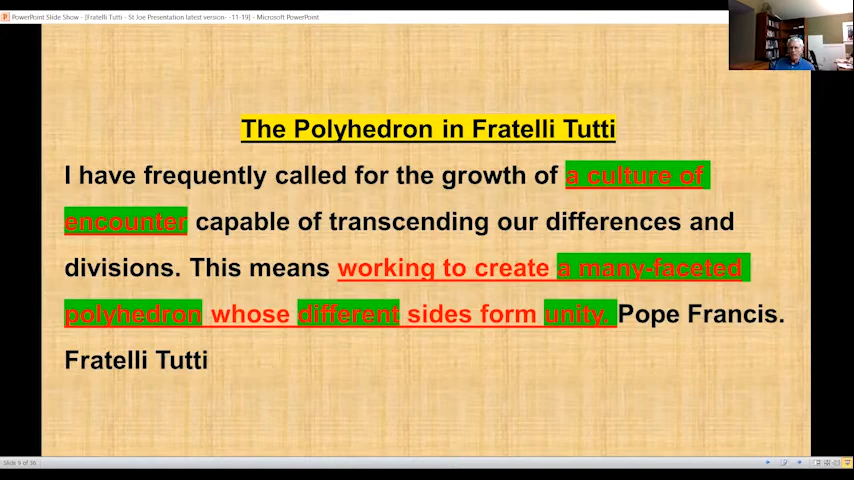 PowerPoint Slide Show - [Fratelli Tutti - St Joe Presentation latest version- -11-19] - Microsoft PowerPoint
The Polyhedron in Fratelli Tutti
I have frequently called for the growth of a culture of
encounter capable of transcending our differences and
divisions. This means working to create a many-faceted
polyhedron whose different sides form unity. Pope Francis.
Fratelli Tutti
Slide 9 of 36